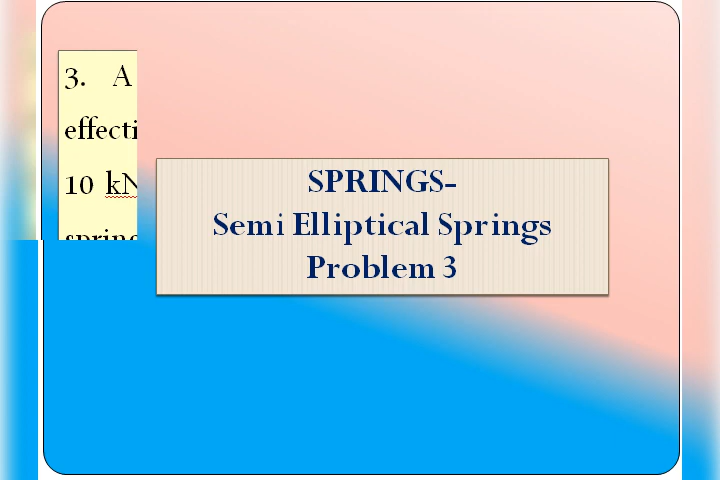 3. A
effecti
10 kN
SPRINGS-
Semi Elliptical Springs
Problem 3